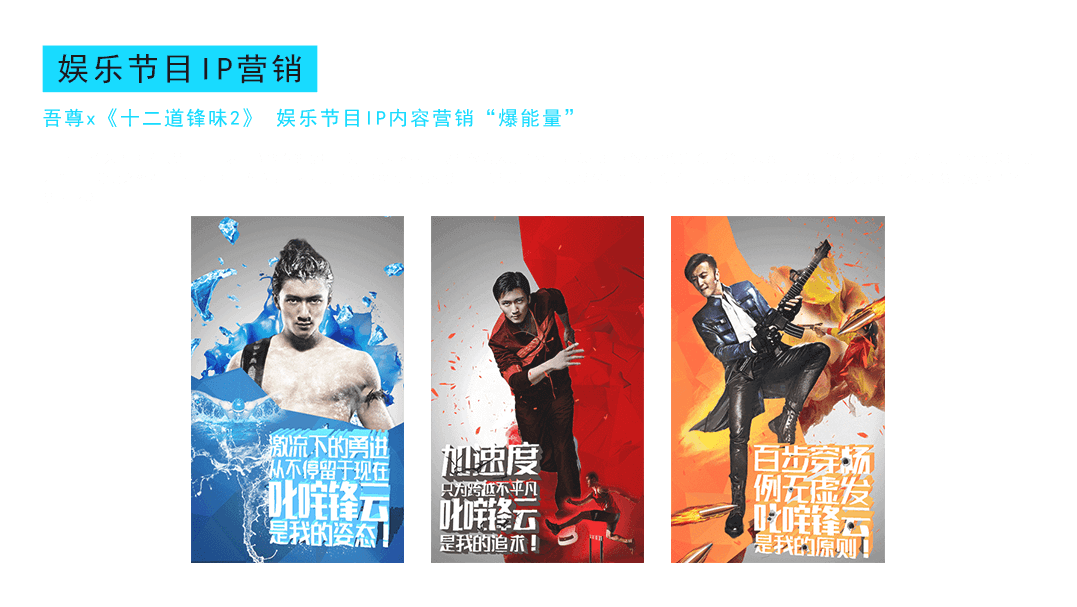 娱乐节目IP营销
吾尊x《十二道锋味2》 娱乐节目IP内容营销“爆能量”
激流下的勇进
从不停留于现在
叱咤锋云
是我的姿态！
加速度
只为跨越不平凡
叱咤锋云
是我的追求！
百步穿杨
例无虚发
叱咤锋云
是我的原则！